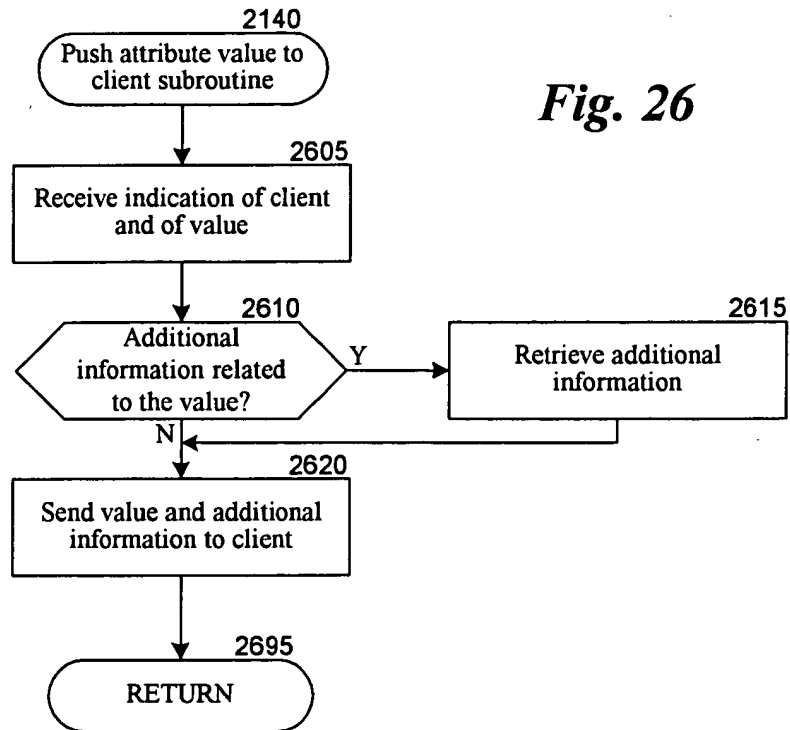 2140
Push attribute value to
client subroutine
Fig. 26
2605
Receive indication of client
and of value
2610
Additional
information related
to the value?
Y
2615
Retrieve additional
information
N
2620
Send value and additional
information to client
2695
RETURN